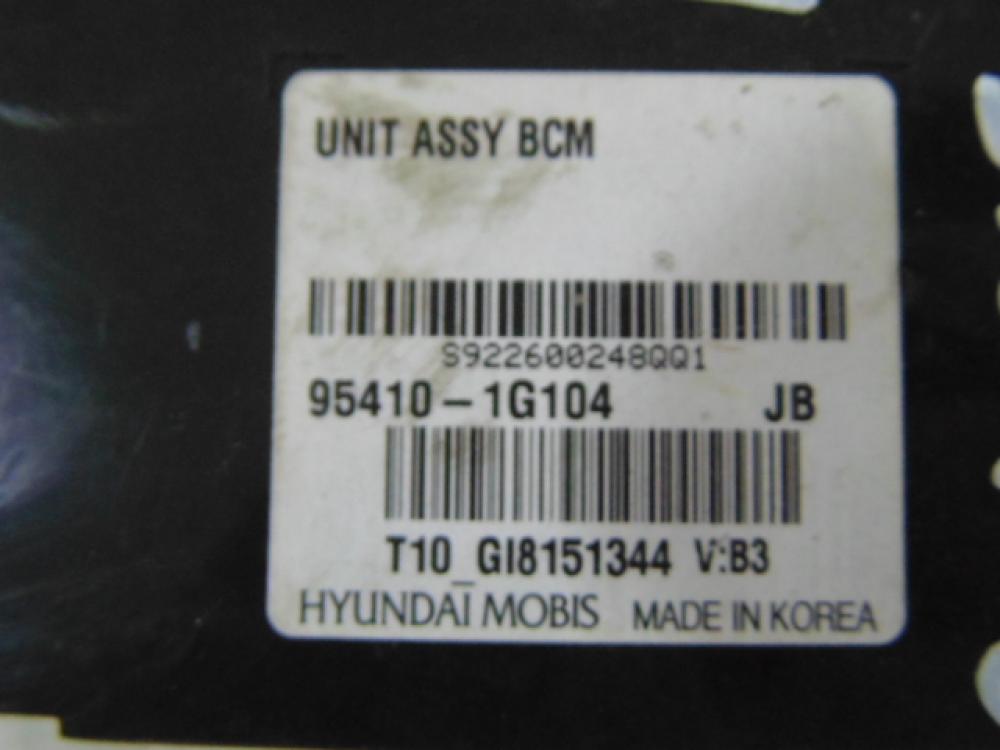 UNIT ASSY BCM
S922600248QQ1
95410-1G104 JB
T10_GI8151344 V:B3
HYUNDAI MOBIS MADE IN KOREA